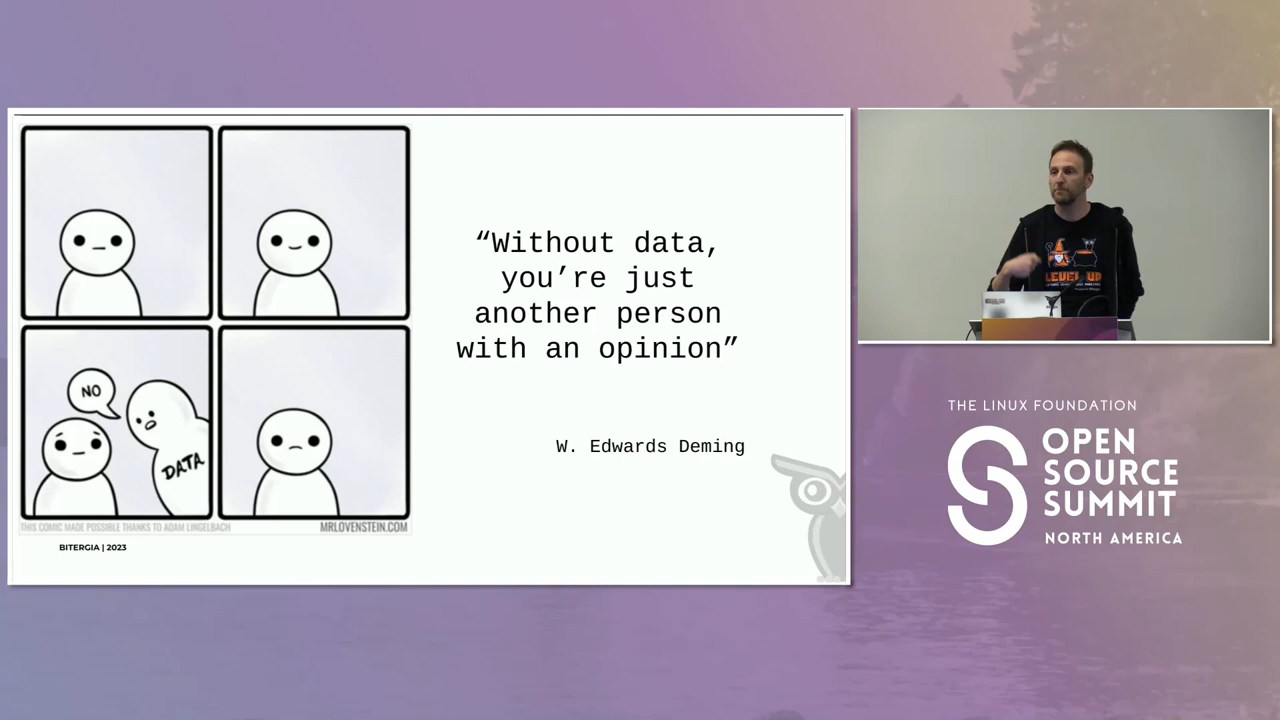 NO
DATA
THIS COMIC MADE POSSIBLE THANKS TO ADAM LINGELBACH
MRLOVENSTEIN.COM
BITERGIA | 2023
“Without data,
you’re just
another person
with an opinion”
W. Edwards Deming
LEVEL UP
THE LINUX FOUNDATION
OPEN
SOURCE
SUMMIT
NORTH AMERICA